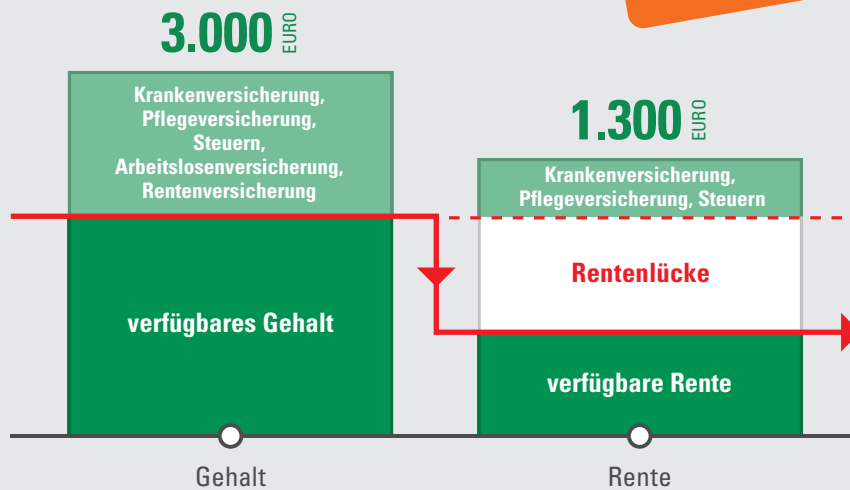 3.000 EURO
Krankenversicherung,
Pflegeversicherung,
Steuern,
Arbeitslosenversicherung,
Rentenversicherung
verfügbares Gehalt
Gehalt
1.300 EURO
Krankenversicherung,
Pflegeversicherung, Steuern
Rentenlücke
verfügbare Rente
Rente